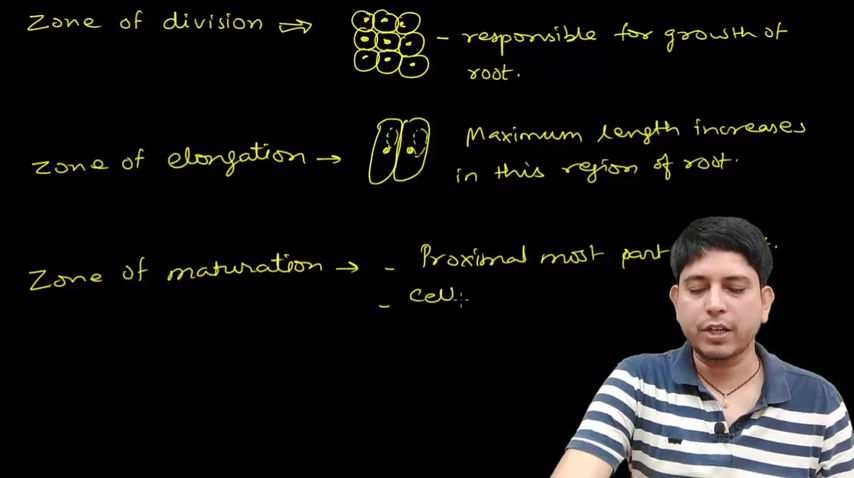 Zone of division ⇒
- responsible for growth of
root.
Zone of elongation →
Maximum length increases
in this region of root.
Zone of maturation → - Proximal most part
- Cell